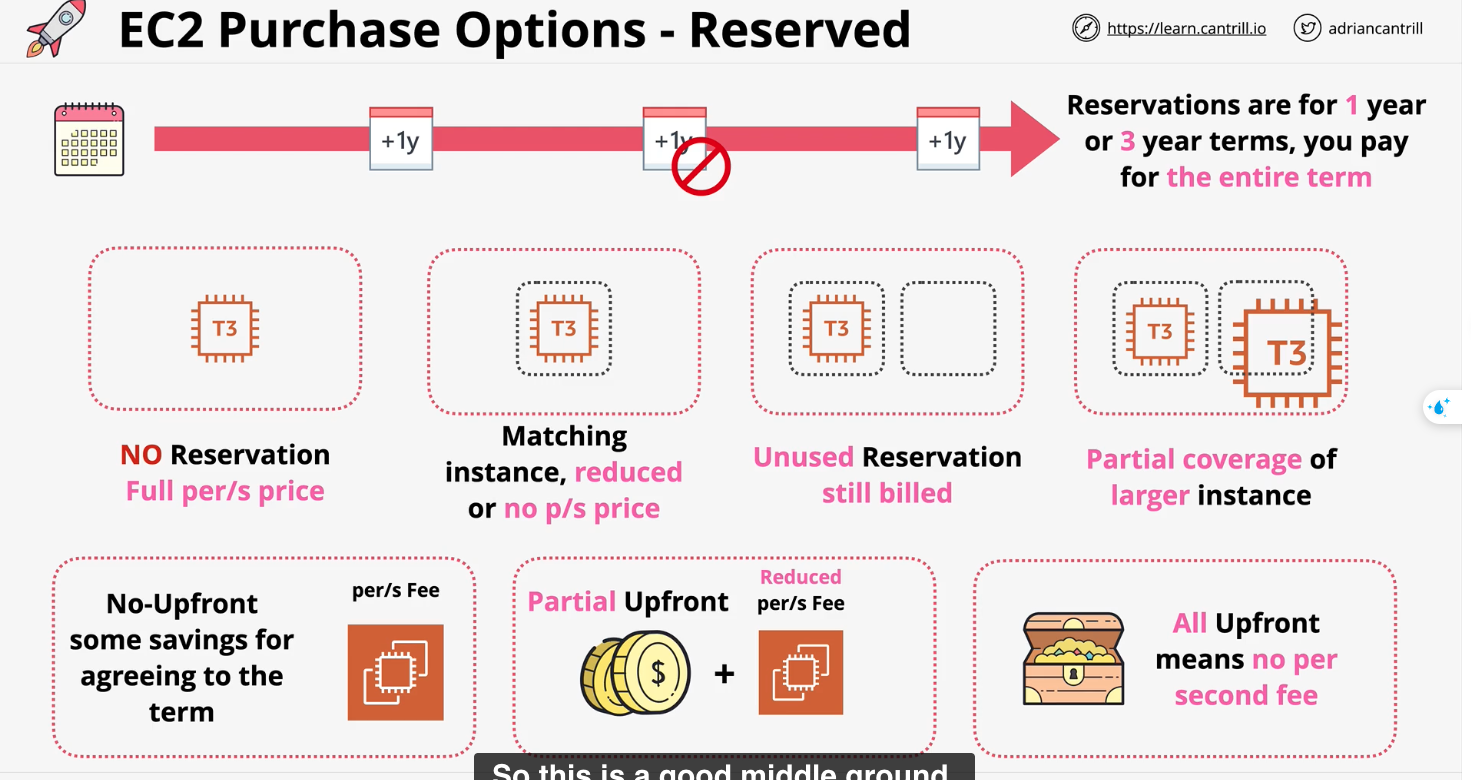 EC2 Purchase Options - Reserved
https://learn.cantrill.io
adriancantrill
+1y
+1y
+1y
Reservations are for 1 year
or 3 year terms, you pay
for the entire term
T3
T3
T3
T3
T3
NO Reservation
Full per/s price
Matching
instance, reduced
or no p/s price
Unused Reservation
still billed
Partial coverage of
larger instance
No-Upfront
some savings for
agreeing to the
term
per/s Fee
Partial Upfront
Reduced
per/s Fee
$
+
All Upfront
means no per
second fee
So this is a good middle ground